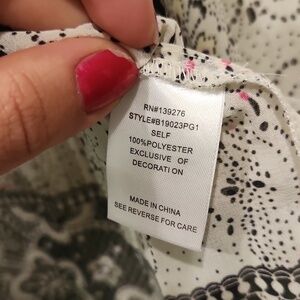 RN#139276
STYLE#B19023PG1
SELF
100%POLYESTER
EXCLUSIVE OF
DECORATION
MADE IN CHINA
SEE REVERSE FOR CARE